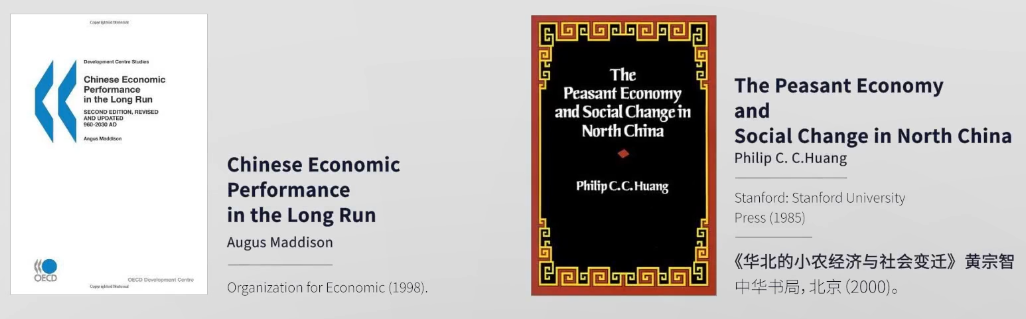 Copyrighted Material
Development Centre Studies
Chinese Economic
Performance
in the Long Run
SECOND EDITION, REVISED
AND UPDATED
960-2030 AD
Angus Maddison
OECD
OECD Development Centre
Copyrighted Material
Chinese Economic
Performance
in the Long Run
Augus Maddison
Organization for Economic (1998).
The
Peasant Economy
and Social Change in
North China
Philip C. C. Huang
The Peasant Economy
and
Social Change in North China
Philip C. C.Huang
Stanford: Stanford University
Press (1985)
《华北的小农经济与社会变迁》黄宗智
中华书局, 北京 (2000)。